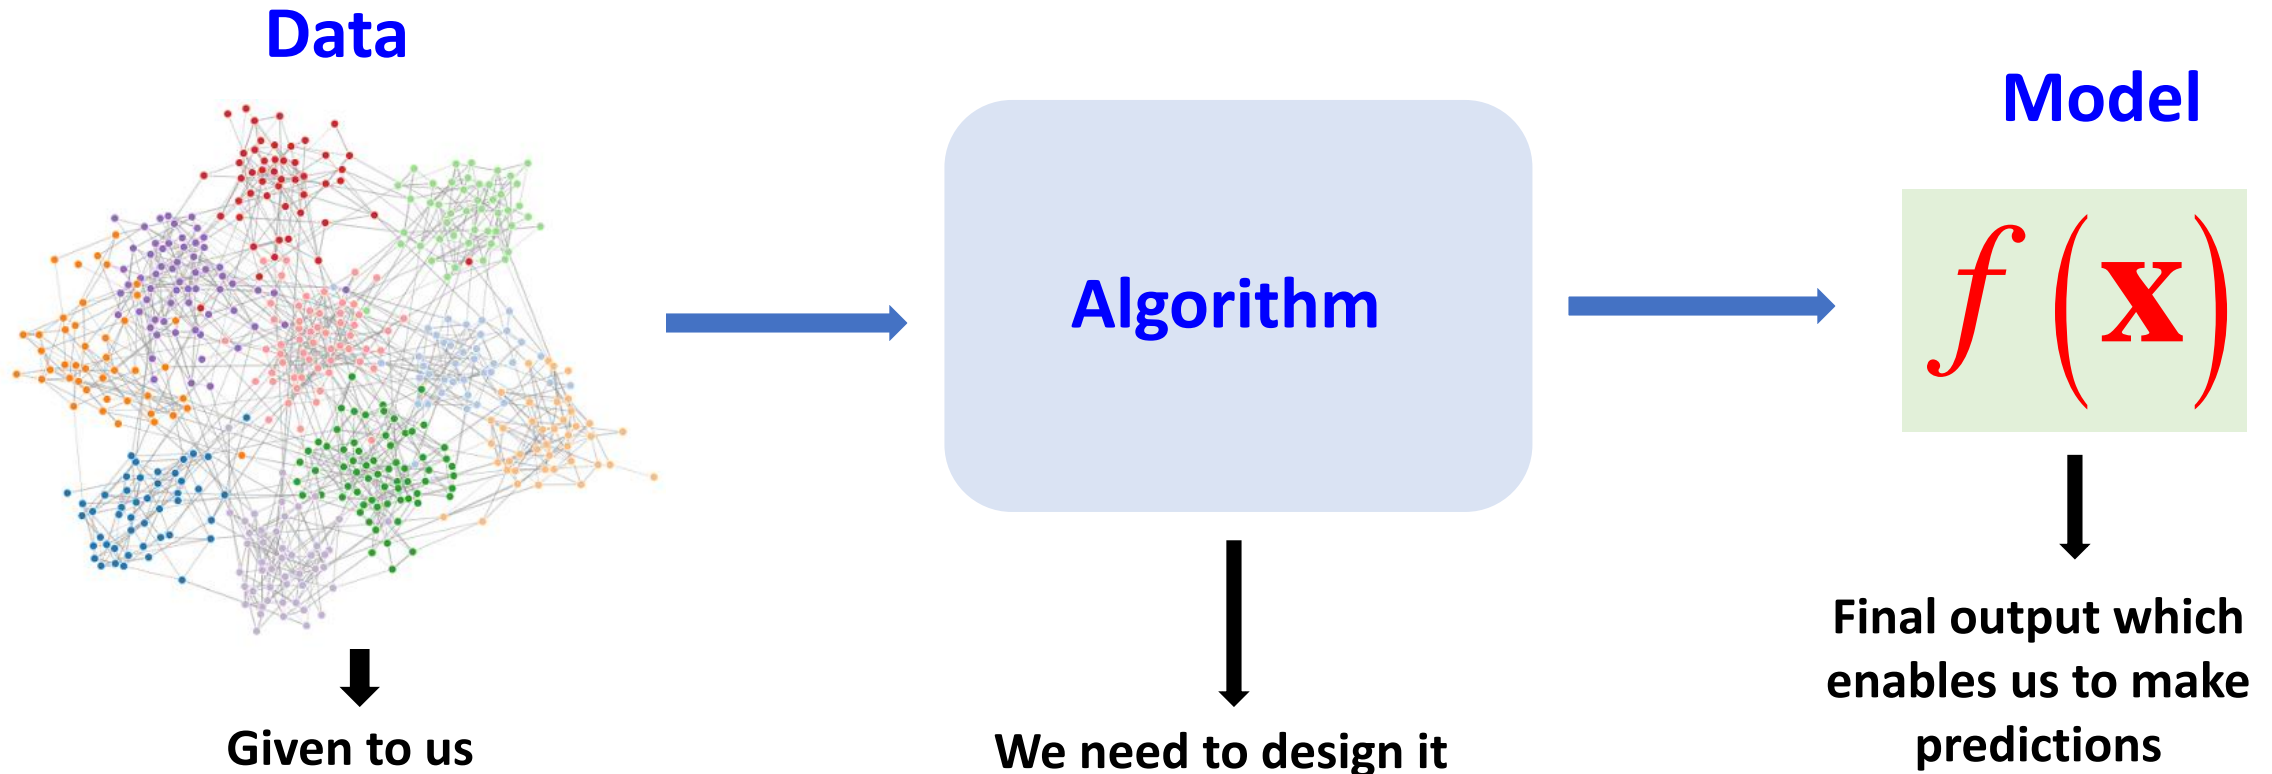 Data
Model
Algorithm
f (x)
Given to us
We need to design it
Final output which
enables us to make
predictions